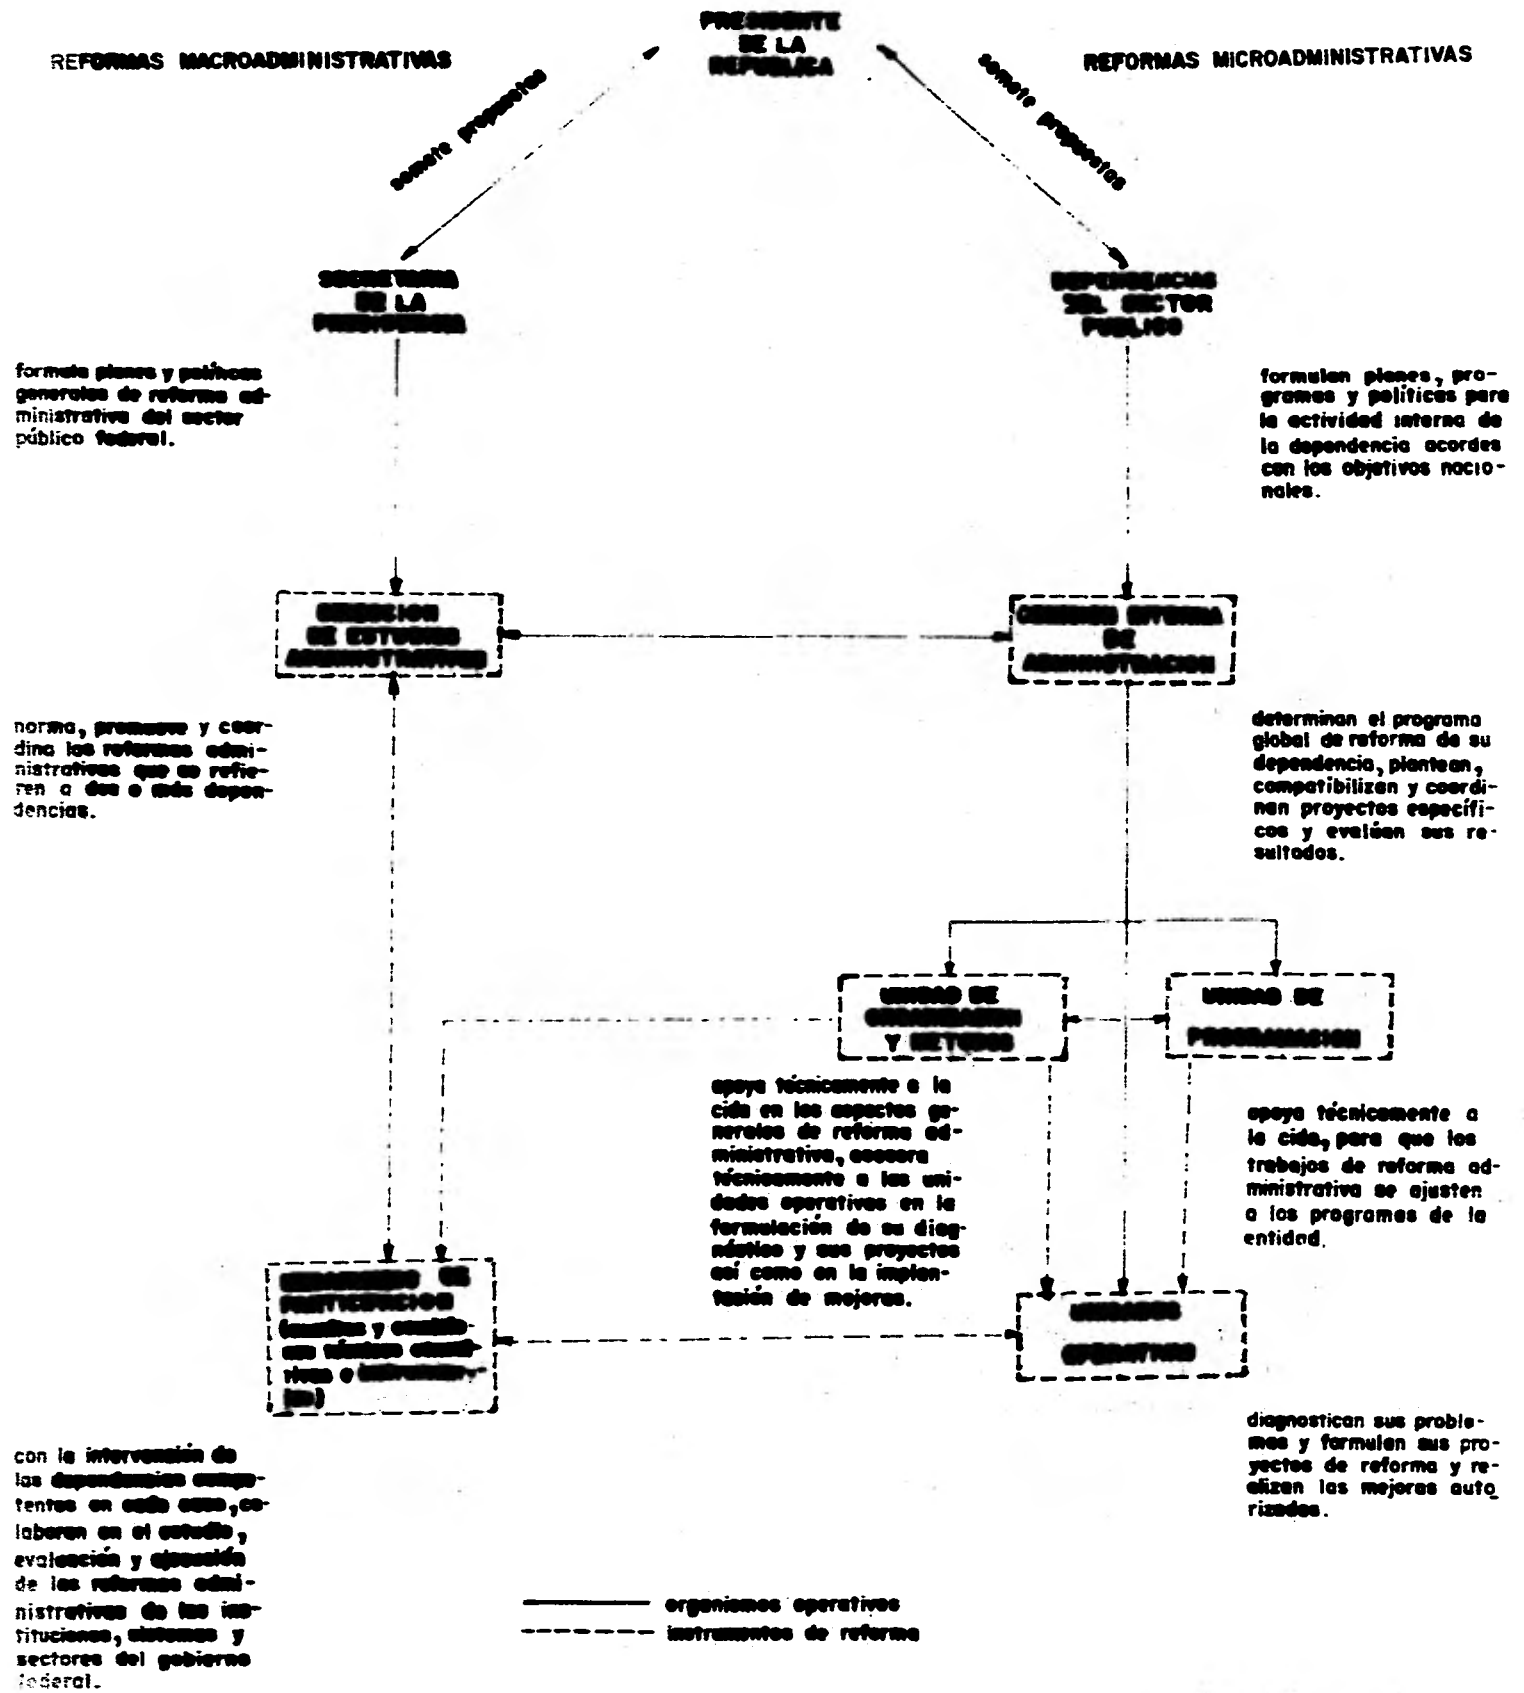 PRESIDENTE
DE LA
REPUBLICA
REFORMAS MACROADMINISTRATIVAS
REFORMAS MICROADMINISTRATIVAS
somete propuestas
somete propuestas
SECRETARIA
DE LA
PRESIDENCIA
DEPENDENCIAS
DEL SECTOR
PUBLICO
formula planes y políticas
generales de reforma ad-
ministrativa del sector
público federal.
formulan planes, pro-
gramas y políticas para
la actividad interna de
la dependencia acordes
con los objetivos nacio-
nales.
DIRECCION
DE ESTUDIOS
ADMINISTRATIVOS
COMISION INTERNA
DE
ADMINISTRACION
norma, promueve y coor-
dina las reformas admi-
nistrativas que se refie-
ren a dos o más depen-
dencias.
determinan el programa
global de reforma de su
dependencia, plantean,
compatibilizan y coordi-
nan proyectos específi-
cos y evalúan sus re-
sultados.
UNIDAD DE
ORGANIZACION
Y METODOS
UNIDAD DE
PROGRAMACION
apoya técnicamente a la
cida en los aspectos ge-
nerales de reforma ad-
ministrativa, asesora
técnicamente a las uni-
dades operativas en la
formulación de su diag-
nóstico y sus proyectos
así como en la implan-
tación de mejoras.
apoya técnicamente a
la cida, para que los
trabajos de reforma ad-
ministrativa se ajusten
a los programas de la
entidad.
MECANISMO DE
PARTICIPACION
(comités y comisio-
nes técnicas consul-
tivas o
UNIDADES
OPERATIVAS
con la intervención de
las dependencias compe-
tentes en cada caso, co-
laboran en el estudio,
evaluación y ejecución
de las reformas admi-
nistrativas de las ins-
tituciones, sistemas y
sectores del gobierno
federal.
diagnostican sus proble-
mas y formulan sus pro-
yectos de reforma y re-
alizan las mejoras auto_
rizadas.
organismos operativos
instrumentos de reforma